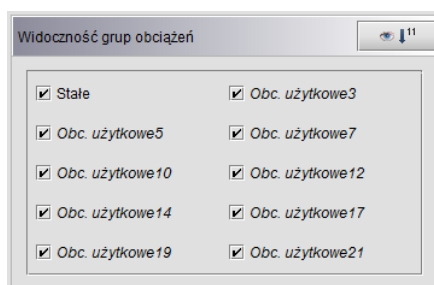 Widoczność grup obciążeń 11
Stałe Obc. użytkowe3
Obc. użytkowe5 Obc. użytkowe7
Obc. użytkowe10 Obc. użytkowe12
Obc. użytkowe14 Obc. użytkowe17
Obc. użytkowe19 Obc. użytkowe21